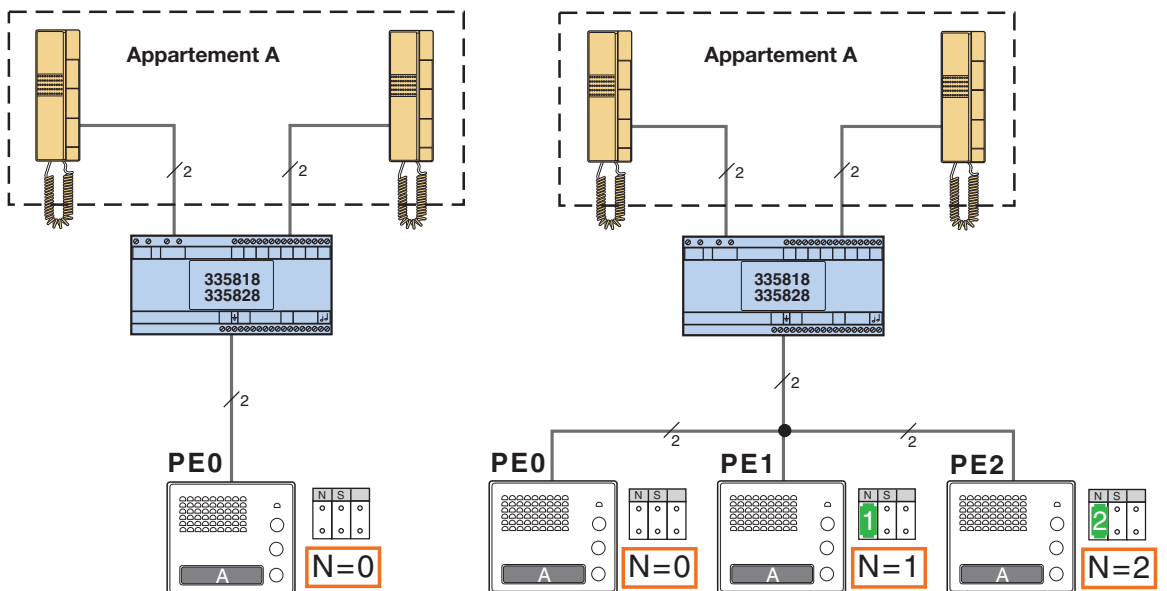 Appartement A
Appartement A
2
2
2
2
335818
335828
335818
335828
2
2
2
2
PE0
PE0
PE1
PE2
N S
N S
N S
N S
1
2
A
N=0
A
N=0
A
N=1
A
N=2